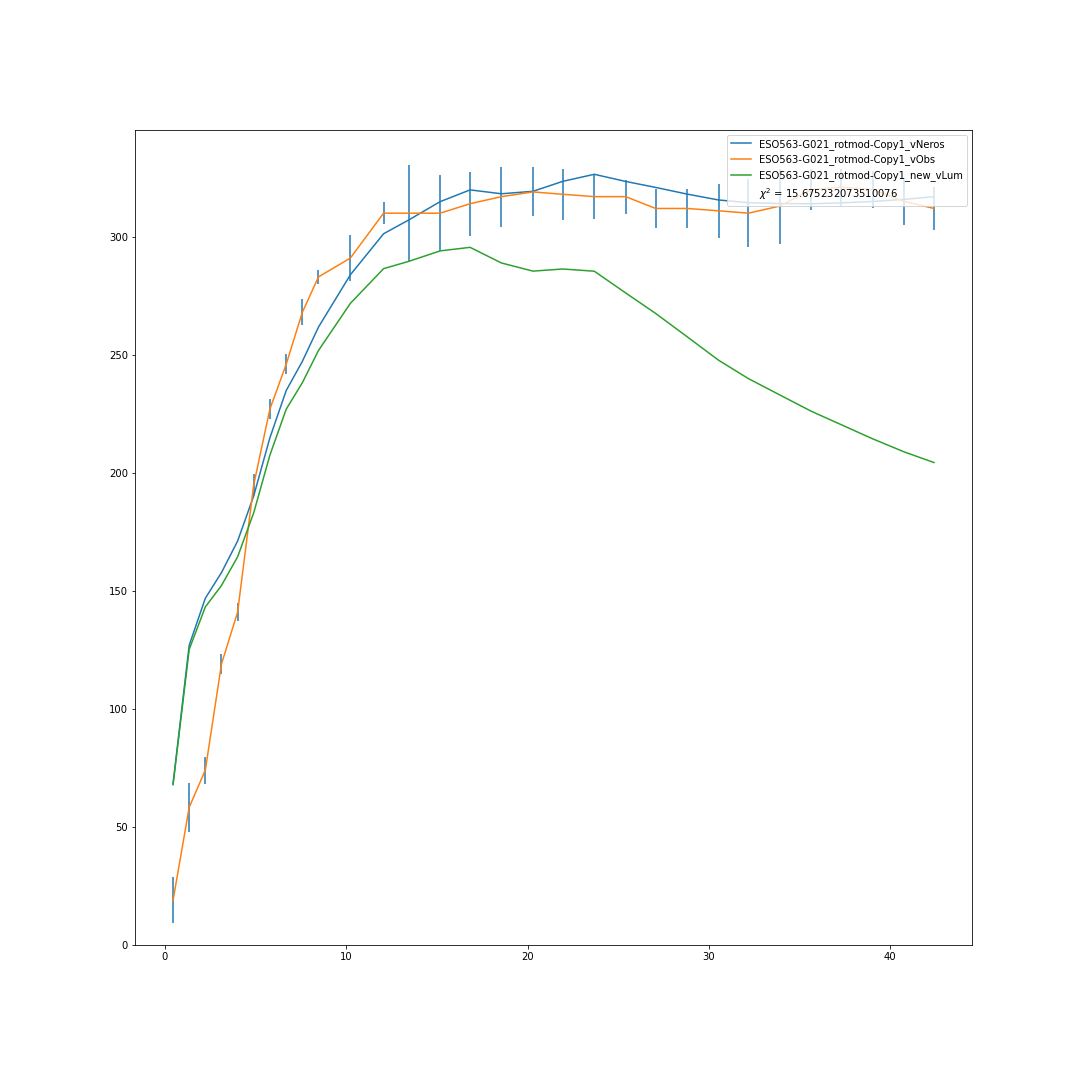 ESO563-G021_rotmod-Copy1_vNeros
ESO563-G021_rotmod-Copy1_vObs
ESO563-G021_rotmod-Copy1_new_vLum
χ² = 15.675232073510076
300
250
200
150
100
50
0
0 10 20 30 40